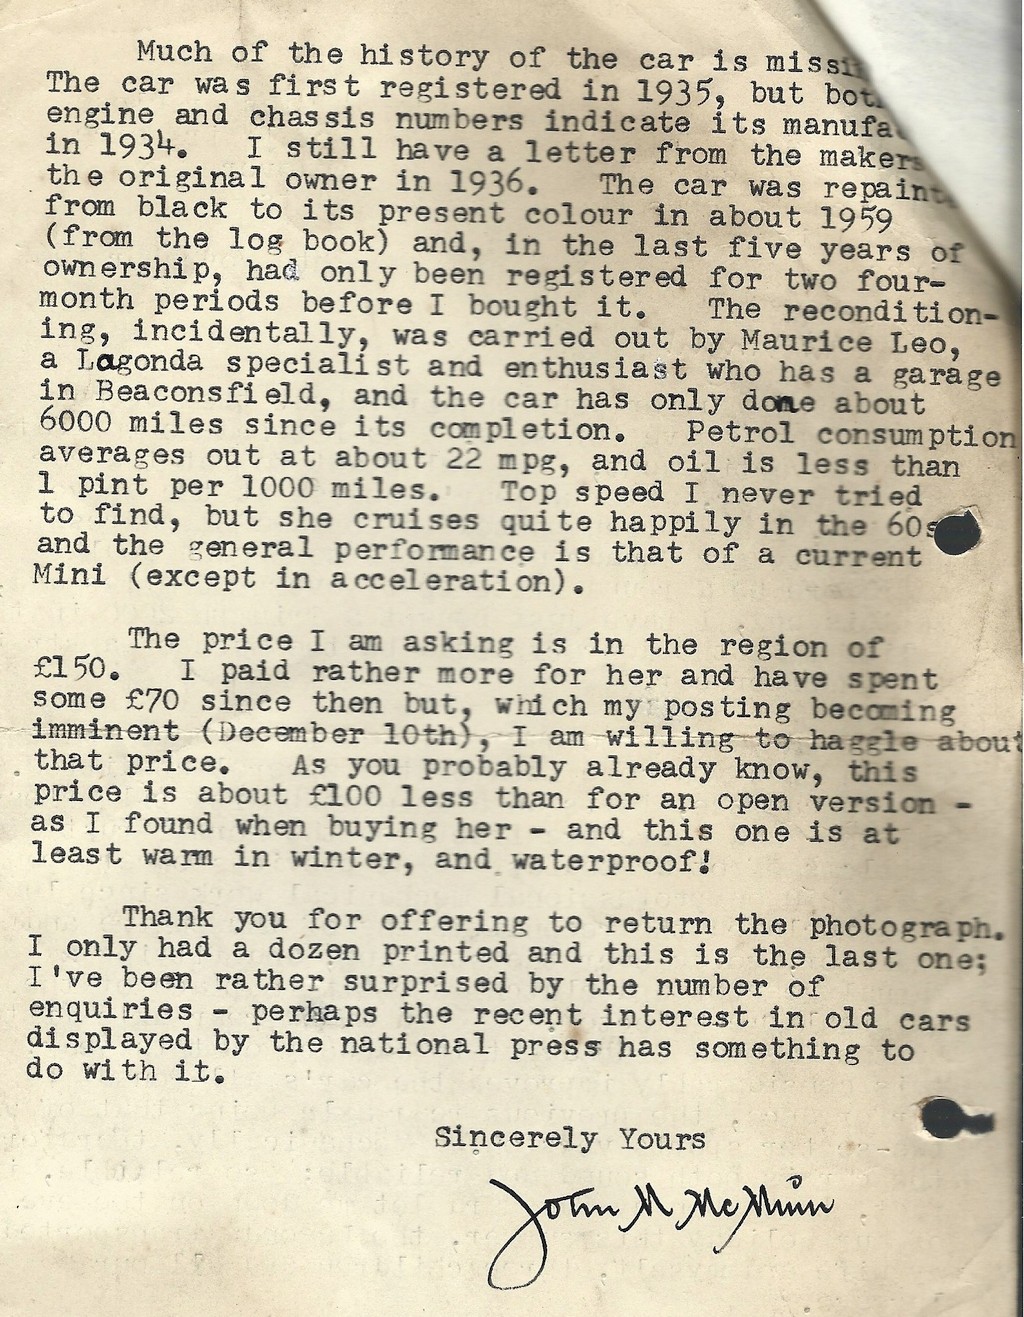 Much of the history of the car is missi
The car was first registered in 1935, but bot
engine and chassis numbers indicate its manufa
in 1934. I still have a letter from the makers
the original owner in 1936. The car was repaint
from black to its present colour in about 1959
(from the log book) and, in the last five years of
ownership, had only been registered for two four-
month periods before I bought it. The recondition-
ing, incidentally, was carried out by Maurice Leo,
a Lagonda specialist and enthusiast who has a garage
in Beaconsfield, and the car has only done about
6000 miles since its completion. Petrol consumption
averages out at about 22 mpg, and oil is less than
1 pint per 1000 miles. Top speed I never tried
to find, but she cruises quite happily in the 60s
and the general performance is that of a current
Mini (except in acceleration).
The price I am asking is in the region of
£150. I paid rather more for her and have spent
some £70 since then but, which my posting becoming
imminent (December 10th), I am willing to haggle about
that price. As you probably already know, this
price is about £100 less than for an open version -
as I found when buying her - and this one is at
least warm in winter, and waterproof!
Thank you for offering to return the photograph.
I only had a dozen printed and this is the last one;
I've been rather surprised by the number of
enquiries - perhaps the recent interest in old cars
displayed by the national press has something to
do with it.
Sincerely Yours
John M McMinn